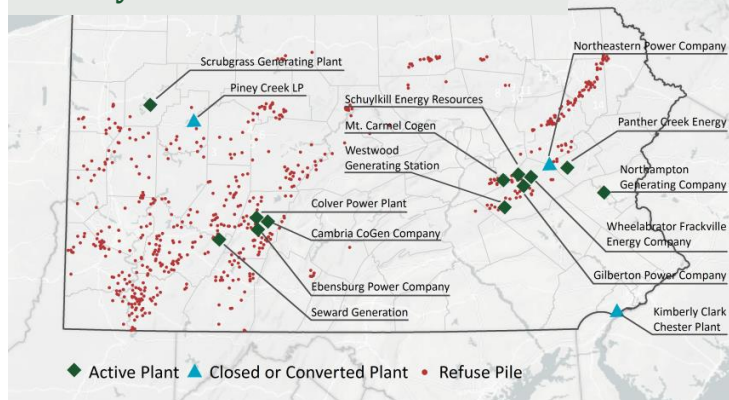 Northeastern Power Company
Scrubgrass Generating Plant
Piney Creek LP
Schuylkill Energy Resources
Mt. Carmel Cogen
Panther Creek Energy
Westwood
Generating Station
Northampton
Generating Company
Colver Power Plant
Wheelabrator Frackville
Energy Company
Cambria CoGen Company
Gilberton Power Company
Ebensburg Power Company
Seward Generation
Kimberly Clark
Chester Plant
Active Plant
Closed or Converted Plant
Refuse Pile